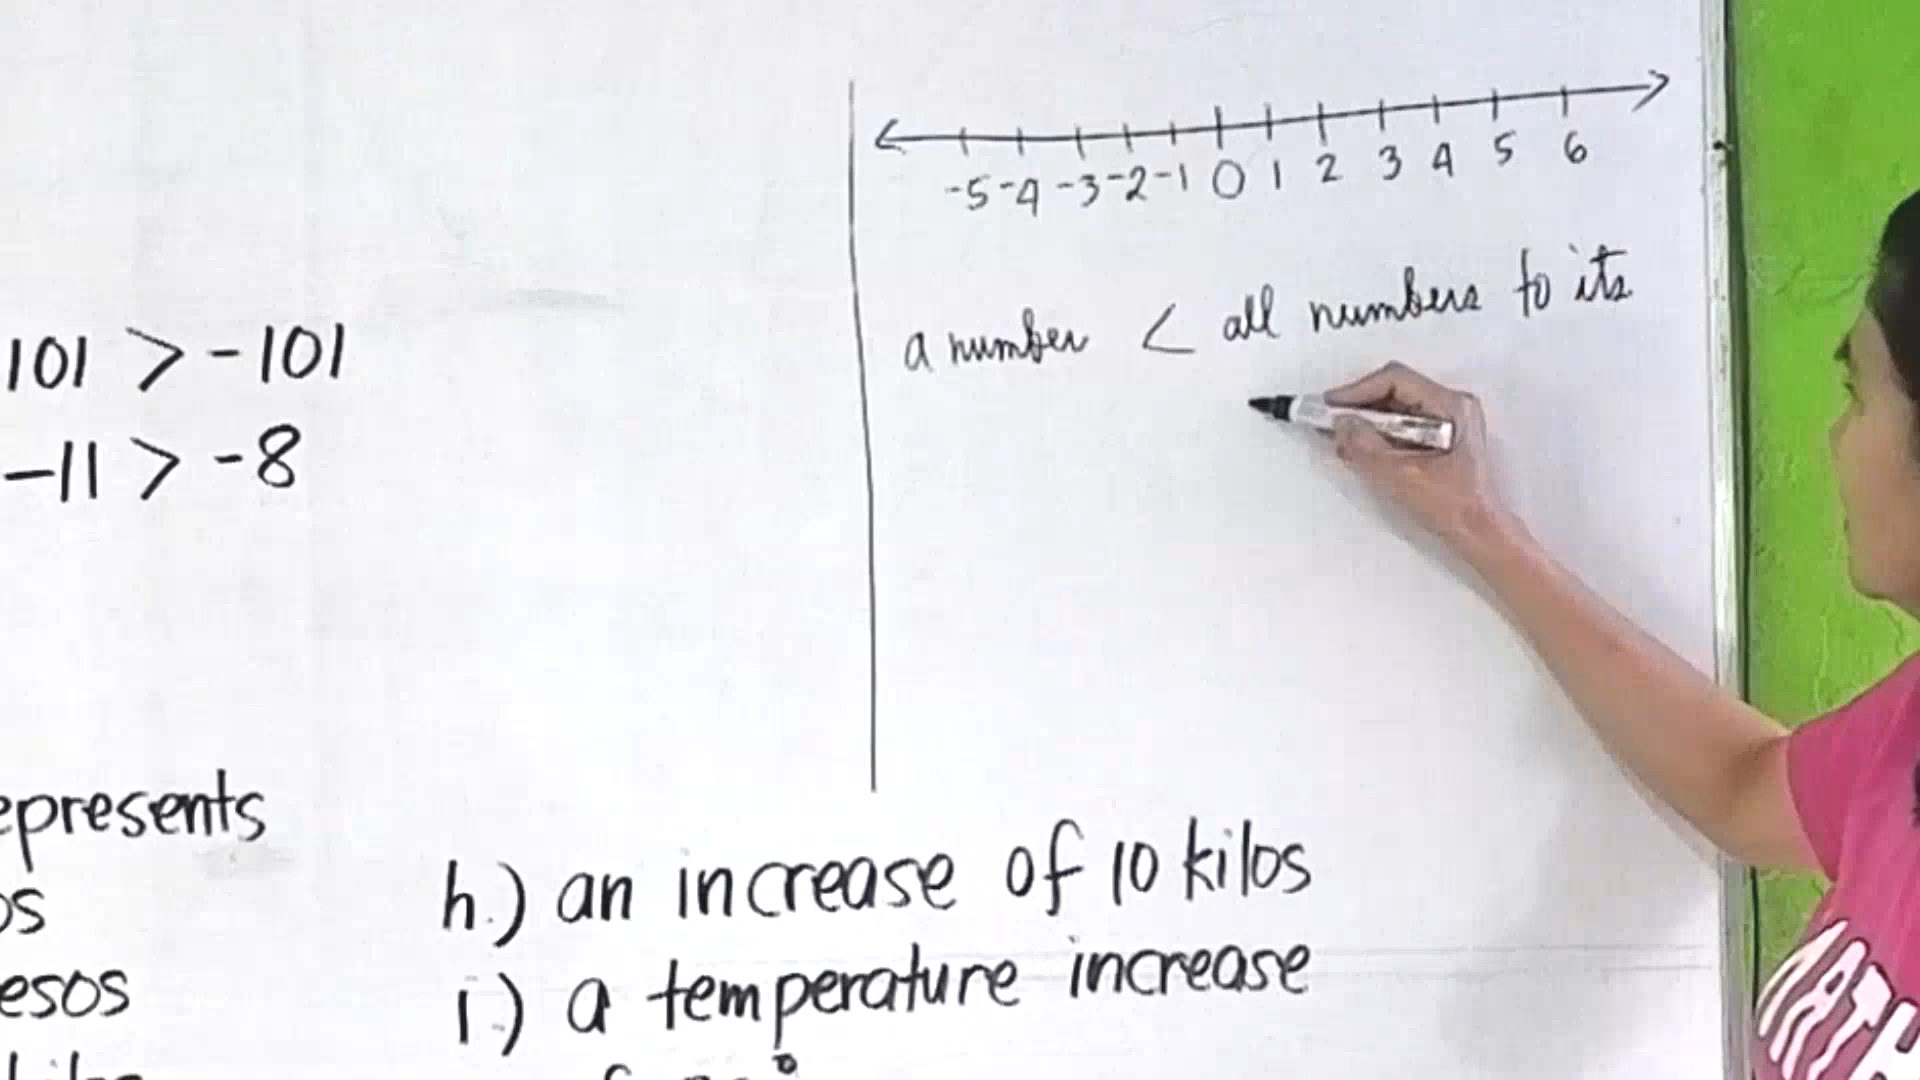 -5 -4 -3 -2 -1 0 1 2 3 4 5 6
a number < all numbers to its
101 > -101
-11 > -8
epresents
os
esos
h.) an increase of 10 kilos
i.) a temperature increase